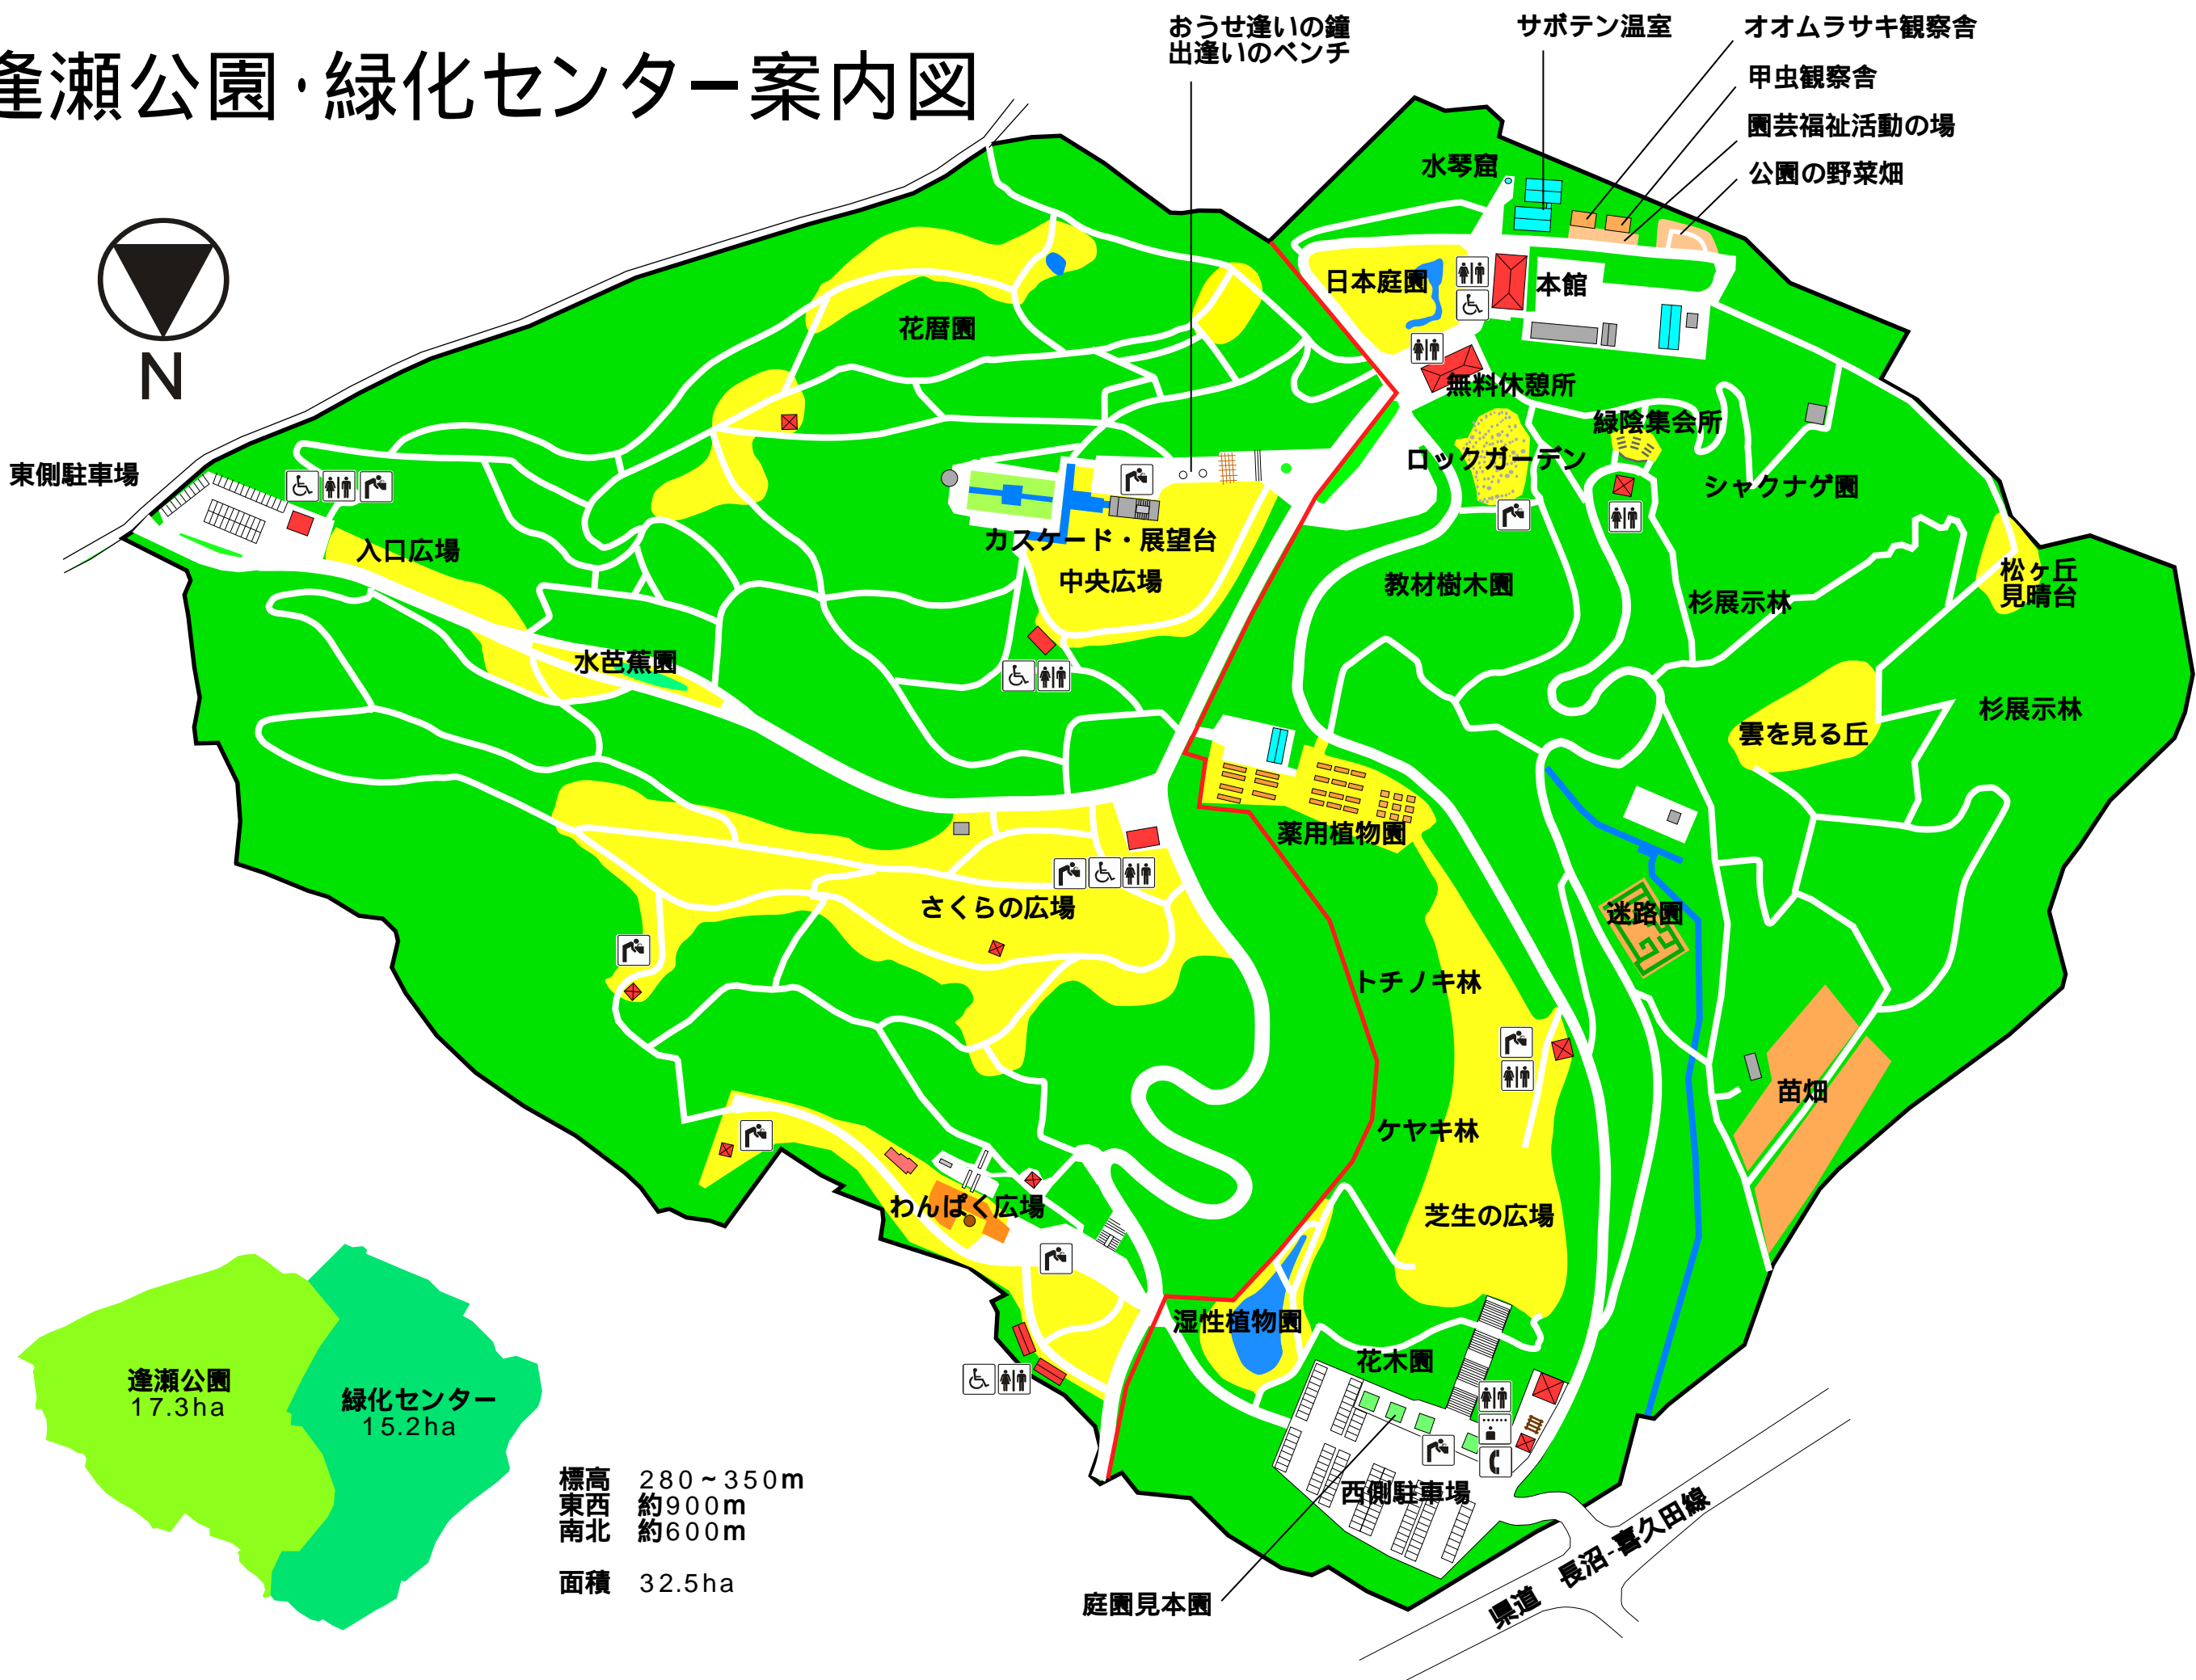 逢瀬公園・緑化センター案内図
おうせ逢いの鐘
出逢いのベンチ
サボテン温室
オオムラサキ観察舎
甲虫観察舎
園芸福祉活動の場
公園の野菜畑
水琴窟
日本庭園
本館
N
花暦園
無料休憩所
緑陰集会所
ロックガーデン
シャクナゲ園
東側駐車場
入口広場
カスケード・展望台
中央広場
教材樹木園
杉展示林
松ヶ丘
見晴台
水芭蕉園
杉展示林
雲を見る丘
薬用植物園
さくらの広場
迷路園
トチノキ林
苗畑
ケヤキ林
わんぱく広場
芝生の広場
湿性植物園
花木園
西側駐車場
庭園見本園
県道 長沼-喜久田線
逢瀬公園
17.3ha
緑化センター
15.2ha
標高 280~350m
東西 約900m
南北 約600m
面積 32.5ha